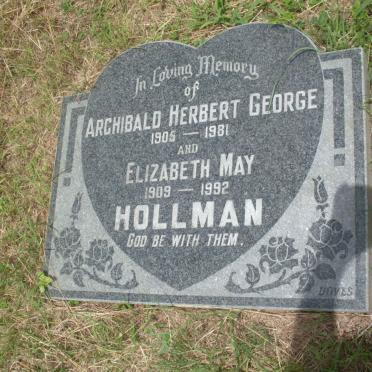 In Loving Memory
of
ARCHIBALD HERBERT GEORGE
1905 — 1981
AND
ELIZABETH MAY
1909 — 1992
HOLLMAN
GOD BE WITH THEM.